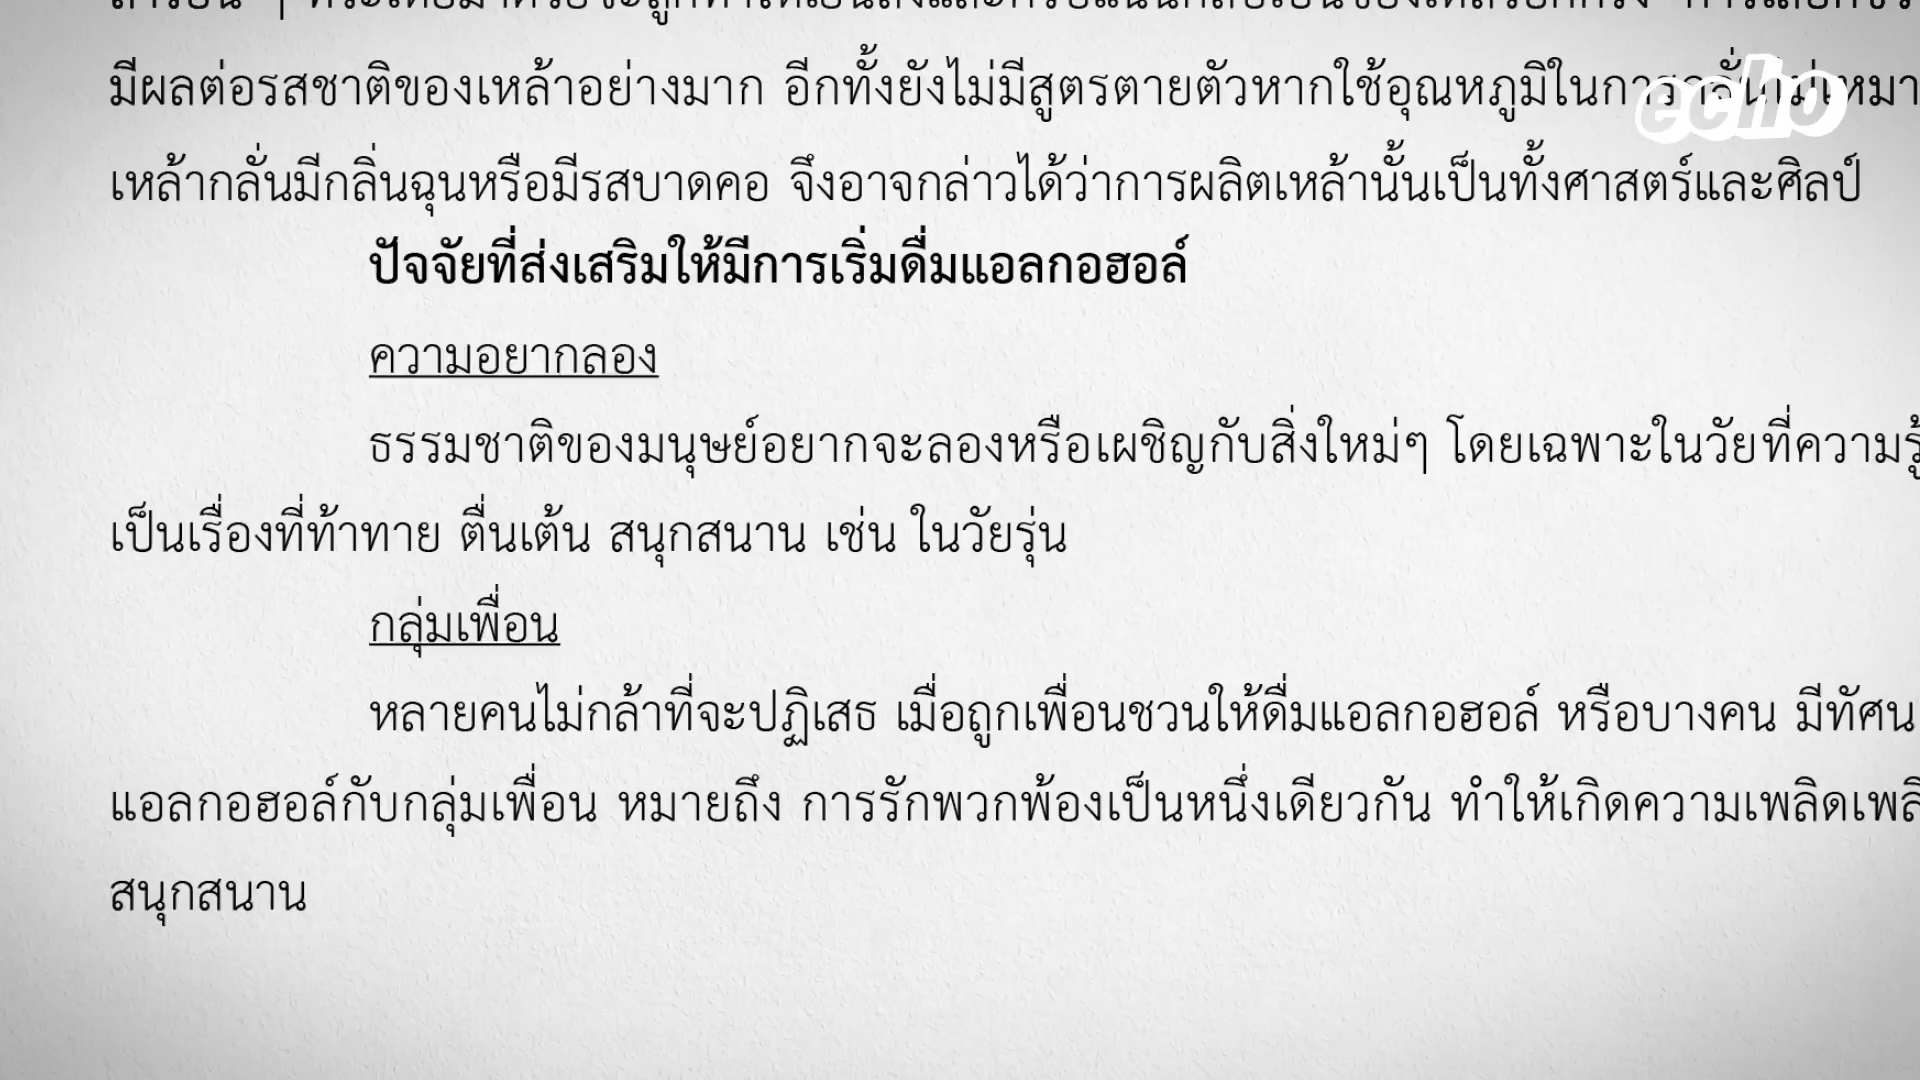 มีผลต่อรสชาติของเหล้าอย่างมาก อีกทั้งยังไม่มีสูตรตายตัวหากใช้อุณหภูมิในการกลั่นไม่เหมา
echo
เหล้ากลั่นมีกลิ่นฉุนหรือมีรสบาดคอ จึงอาจกล่าวได้ว่าการผลิตเหล้านั้นเป็นทั้งศาสตร์และศิลป์
ปัจจัยที่ส่งเสริมให้มีการเริ่มดื่มแอลกอฮอล์
ความอยากลอง
ธรรมชาติของมนุษย์อยากจะลองหรือเผชิญกับสิ่งใหม่ๆ โดยเฉพาะในวัยที่ความรู้
เป็นเรื่องที่ท้าทาย ตื่นเต้น สนุกสนาน เช่น ในวัยรุ่น
กลุ่มเพื่อน
หลายคนไม่กล้าที่จะปฏิเสธ เมื่อถูกเพื่อนชวนให้ดื่มแอลกอฮอล์ หรือบางคน มีทัศน
แอลกอฮอล์กับกลุ่มเพื่อน หมายถึง การรักพวกพ้องเป็นหนึ่งเดียวกัน ทำให้เกิดความเพลิดเพลิ
สนุกสนาน